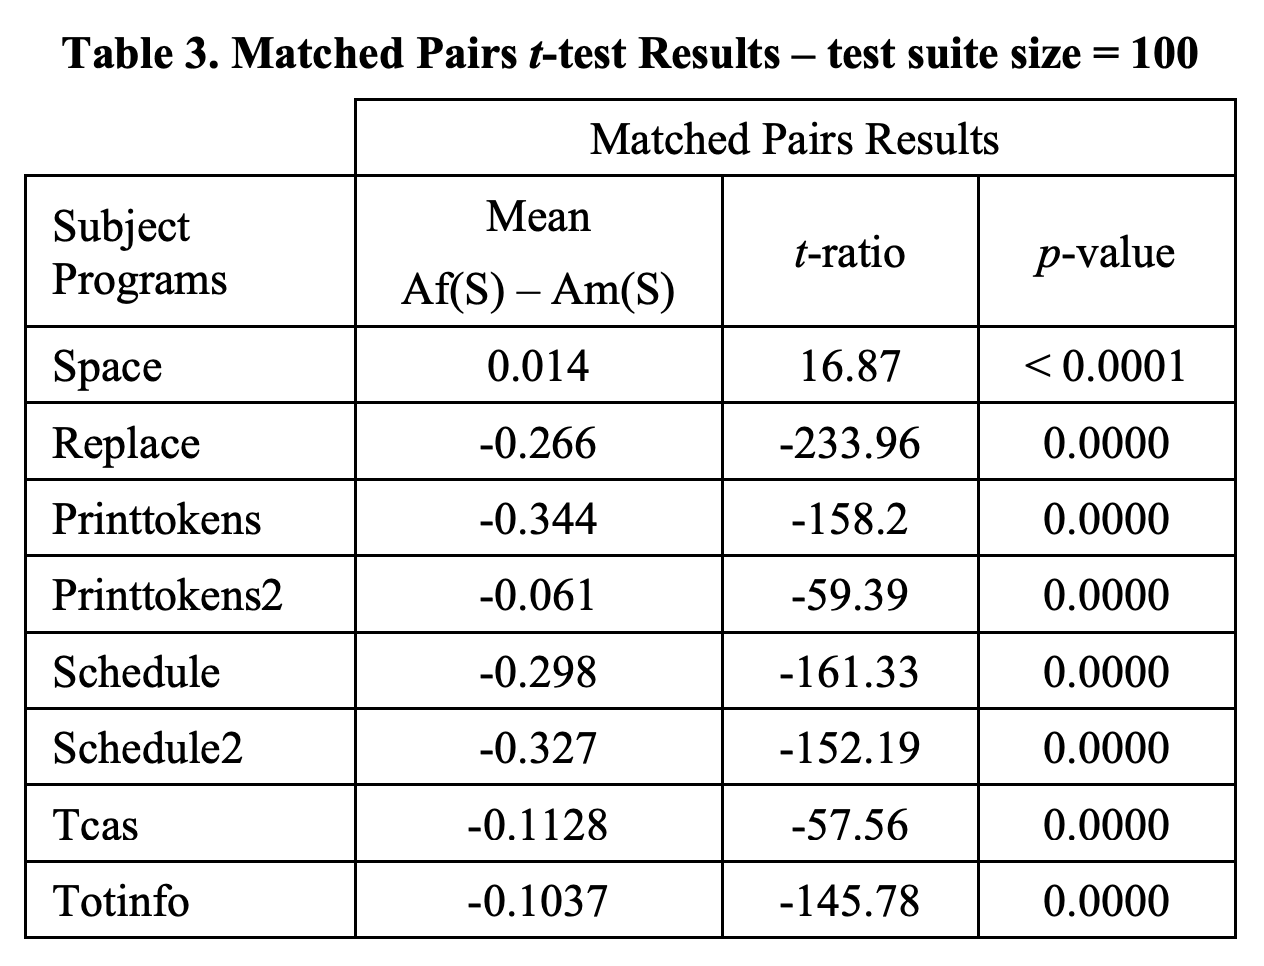 Table 3. Matched Pairs t-test Results – test suite size = 100
Matched Pairs Results
Subject Programs Mean Af(S) – Am(S) t-ratio p-value
Space 0.014 16.87 < 0.0001
Replace -0.266 -233.96 0.0000
Printtokens -0.344 -158.2 0.0000
Printtokens2 -0.061 -59.39 0.0000
Schedule -0.298 -161.33 0.0000
Schedule2 -0.327 -152.19 0.0000
Tcas -0.1128 -57.56 0.0000
Totinfo -0.1037 -145.78 0.0000